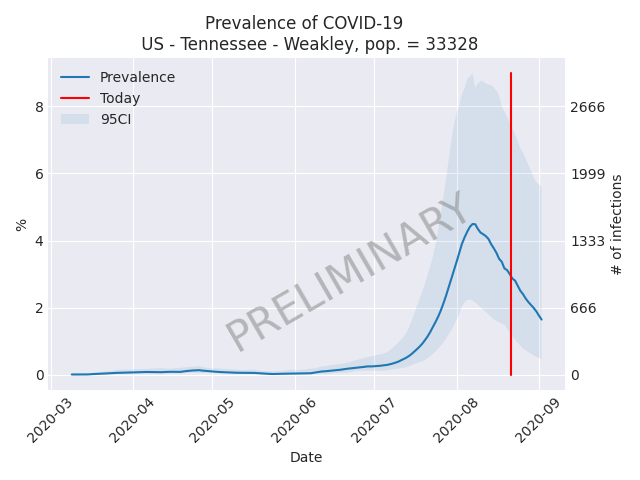 Prevalence of COVID-19
US - Tennessee - Weakley, pop. = 33328
Prevalence
Today
95CI
8
6
4
2
0
%
2666
1999
1333
666
0
# of infections
PRELIMINARY
2020-03
2020-04
2020-05
2020-06
2020-07
2020-08
2020-09
Date